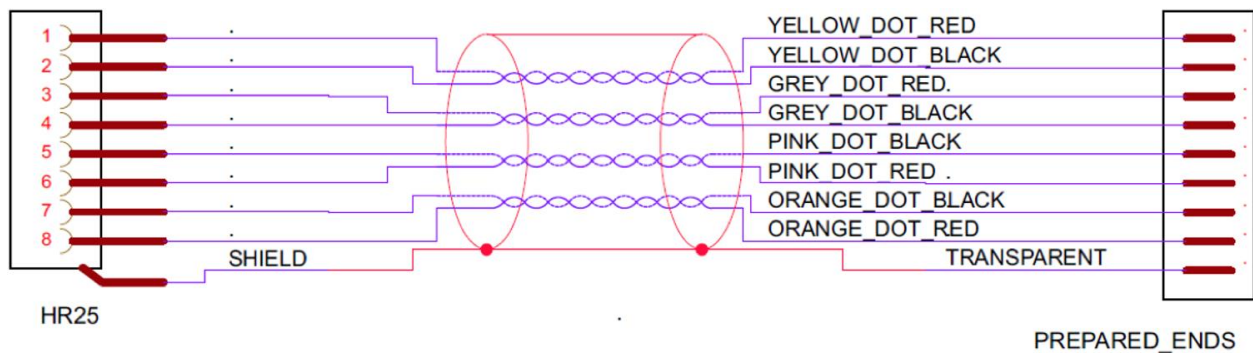 1 YELLOW_DOT_RED
2 YELLOW_DOT_BLACK
3 GREY_DOT_RED.
4 GREY_DOT_BLACK
5 PINK_DOT_BLACK
6 PINK_DOT_RED .
7 ORANGE_DOT_BLACK
8 ORANGE_DOT_RED
SHIELD TRANSPARENT
HR25
PREPARED_ENDS